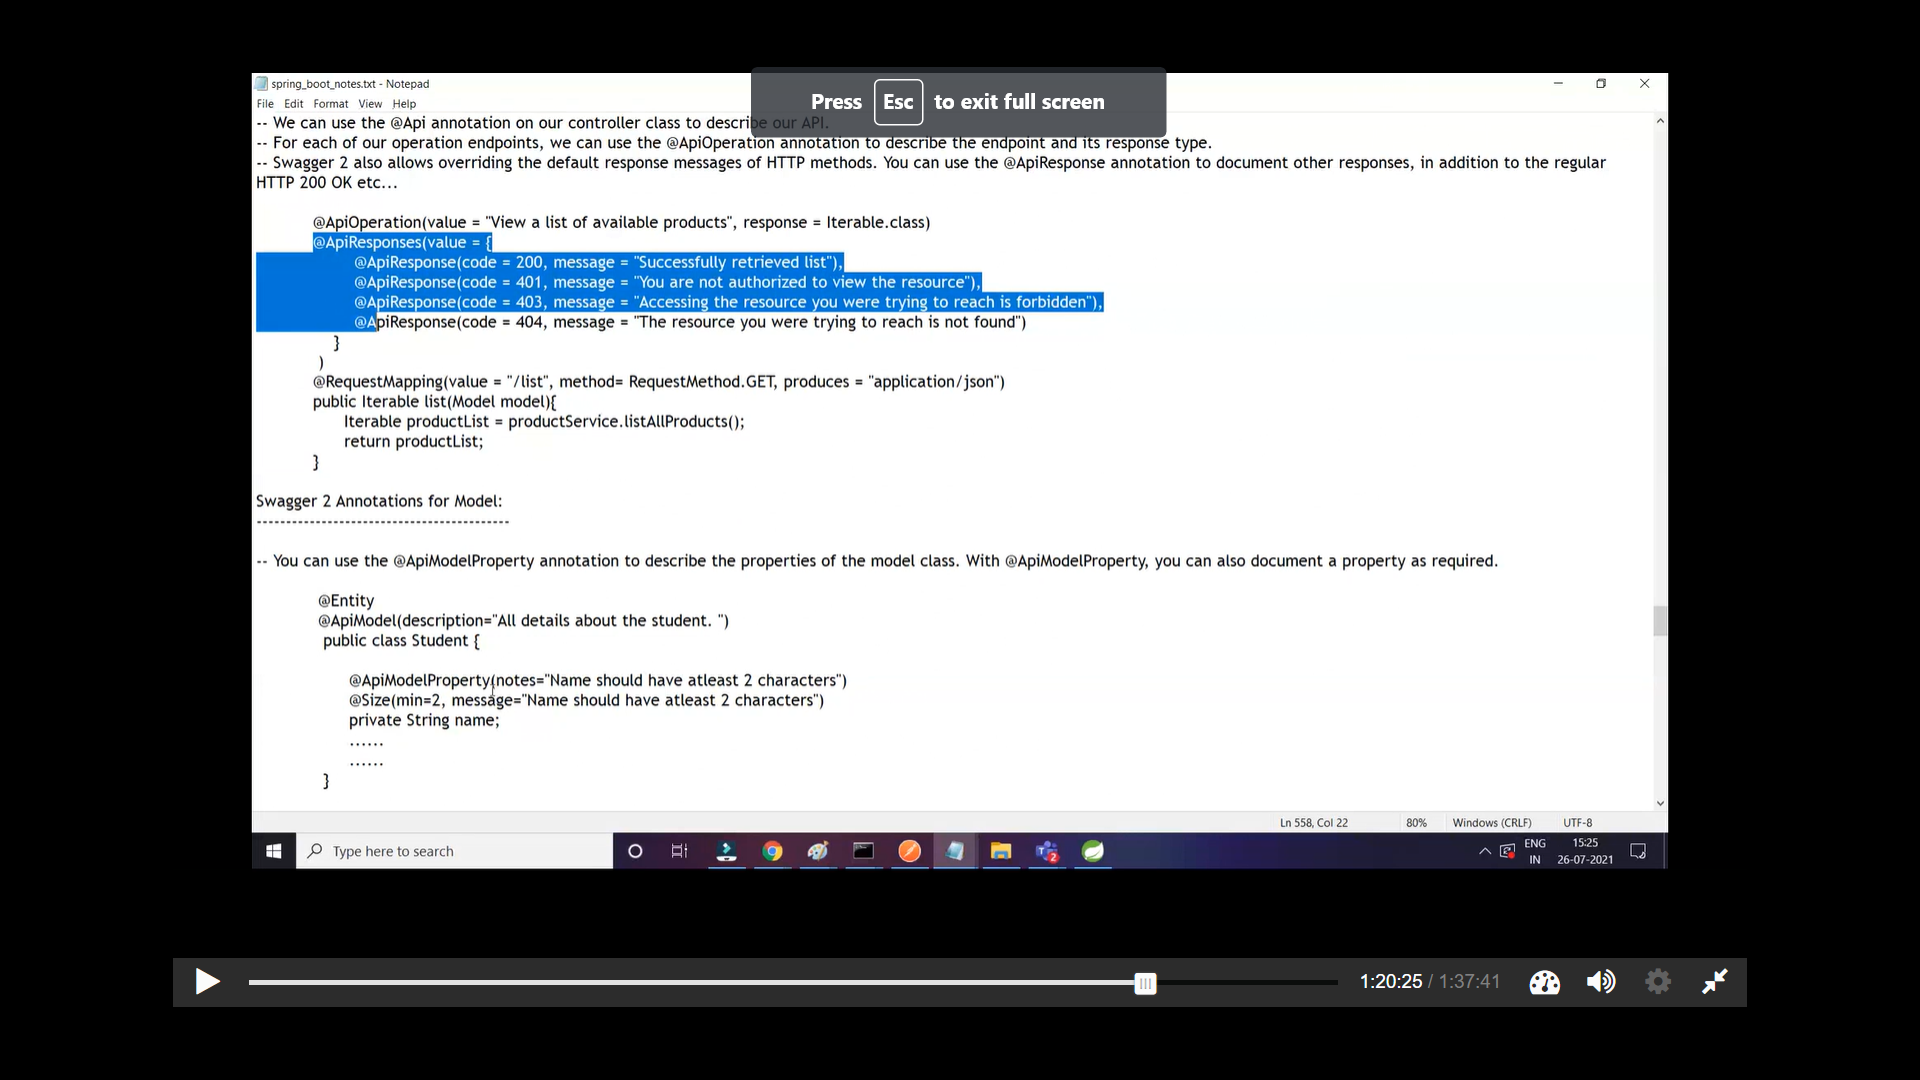 spring_boot_notes.txt - Notepad
Press Esc to exit full screen
File Edit Format View Help
-- We can use the @Api annotation on our controller class to describe our API.
-- For each of our operation endpoints, we can use the @ApiOperation annotation to describe the endpoint and its response type.
-- Swagger 2 also allows overriding the default response messages of HTTP methods. You can use the @ApiResponse annotation to document other responses, in addition to the regular
HTTP 200 OK etc...
@ApiOperation(value = "View a list of available products", response = Iterable.class)
@ApiResponses(value = {
@ApiResponse(code = 200, message = "Successfully retrieved list"),
@ApiResponse(code = 401, message = "You are not authorized to view the resource"),
@ApiResponse(code = 403, message = "Accessing the resource you were trying to reach is forbidden"),
@ApiResponse(code = 404, message = "The resource you were trying to reach is not found")
}
)
@RequestMapping(value = "/list", method= RequestMethod.GET, produces = "application/json")
public Iterable list(Model model){
Iterable productList = productService.listAllProducts();
return productList;
}
Swagger 2 Annotations for Model:
------------------------------------------
-- You can use the @ApiModelProperty annotation to describe the properties of the model class. With @ApiModelProperty, you can also document a property as required.
@Entity
@ApiModel(description="All details about the student. ")
public class Student {
@ApiModelProperty(notes="Name should have atleast 2 characters")
@Size(min=2, message="Name should have atleast 2 characters")
private String name;
......
......
}
Ln 558, Col 22 80% Windows (CRLF) UTF-8
Type here to search
2
ENG
IN
15:25
26-07-2021
1:20:25 / 1:37:41